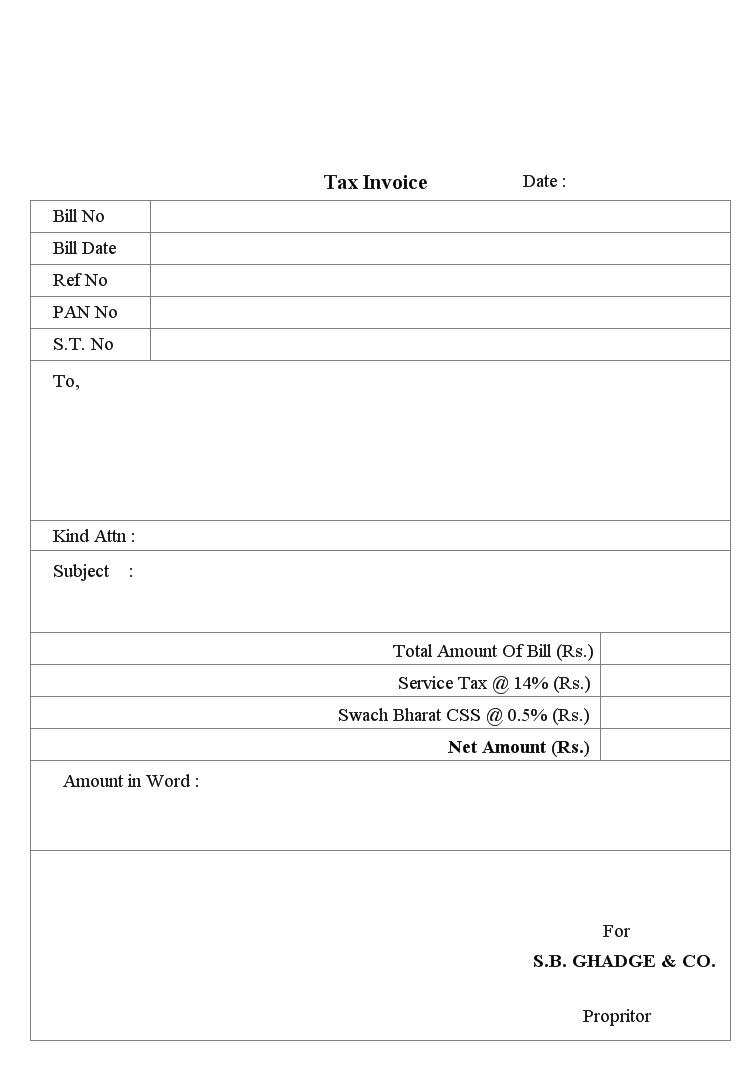 Tax Invoice Date :
Bill No
Bill Date
Ref No
PAN No
S.T. No
To,
Kind Attn :
Subject :
Total Amount Of Bill (Rs.)
Service Tax @ 14% (Rs.)
Swach Bharat CSS @ 0.5% (Rs.)
Net Amount (Rs.)
Amount in Word :
For
S.B. GHADGE & CO.
Propritor